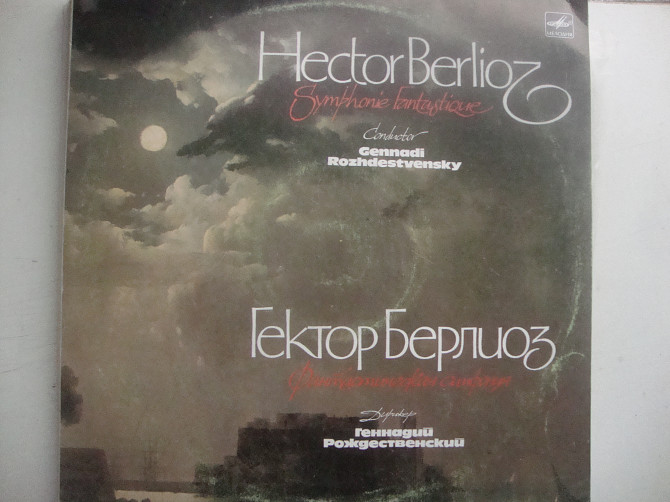 Hector Berlioz
Symphonie Fantastique
Conductor
Gennadi
Rozhdestvensky
Гектор Берлиоз
Фантастическая симфония
Дирижер
Геннадий
Рождественский